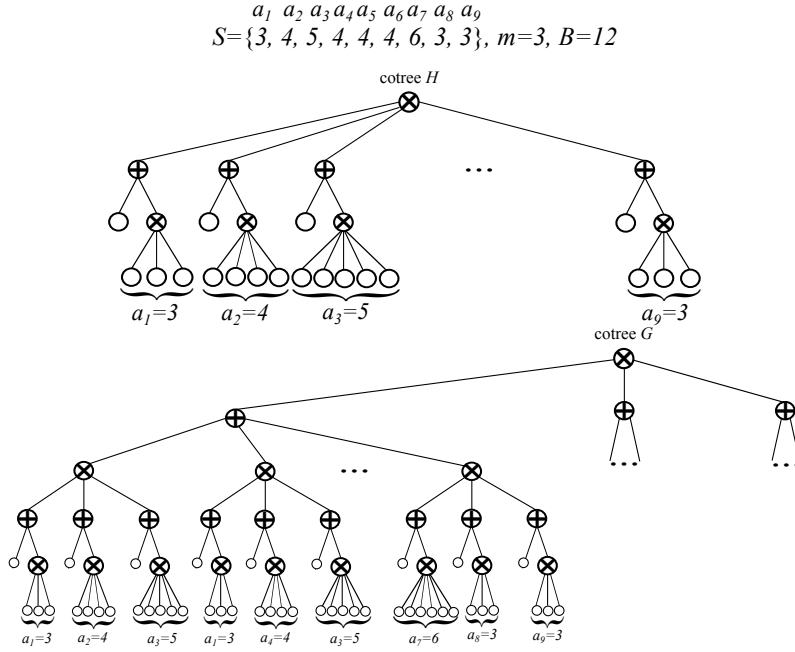 a1 a2 a3 a4 a5 a6 a7 a8 a9
S={3, 4, 5, 4, 4, 4, 6, 3, 3}, m=3, B=12
cotree H
...
a1=3 a2=4 a3=5 a9=3
cotree G
... ...
...
a1=3 a2=4 a3=5 a1=3 a4=4 a3=5 a7=6 a8=3 a9=3